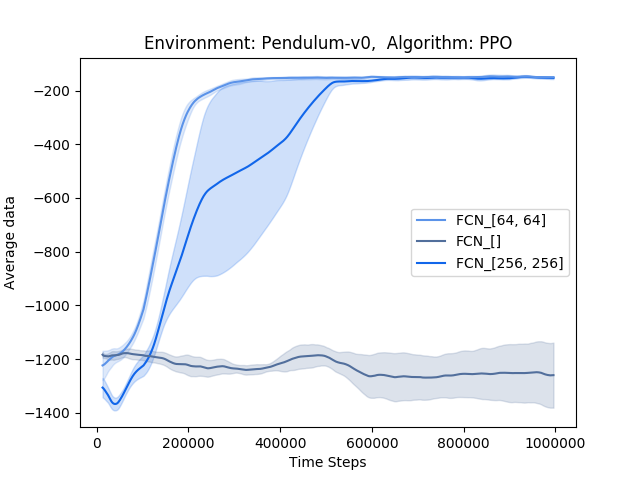 Environment: Pendulum-v0,  Algorithm: PPO
−200
−400
−600
−800
−1000
−1200
−1400
Average data
FCN_[64, 64]
FCN_[]
FCN_[256, 256]
0 200000 400000 600000 800000 1000000
Time Steps